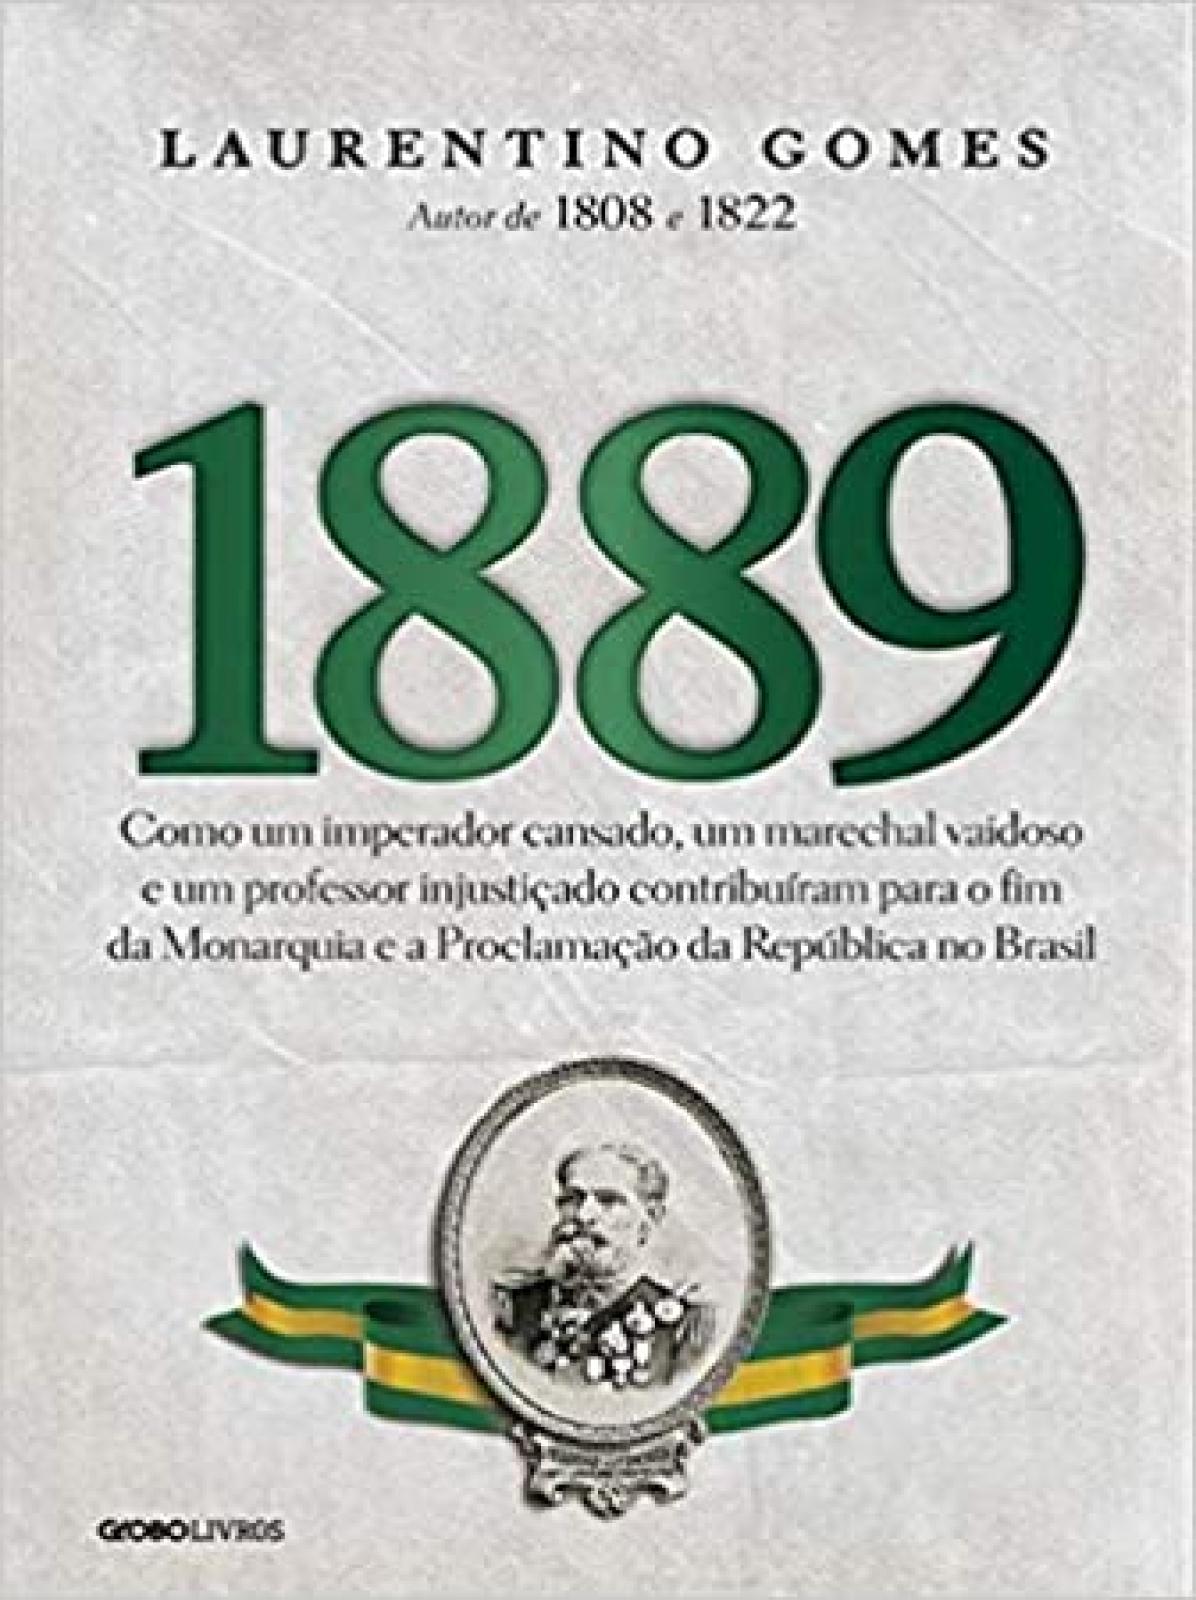 LAURENTINO GOMES
Autor de 1808 e 1822
1889
Como um imperador cansado, um marechal vaidoso
e um professor injustiçado contribuíram para o fim
da Monarquia e a Proclamação da República no Brasil
GLOBOLIVROS